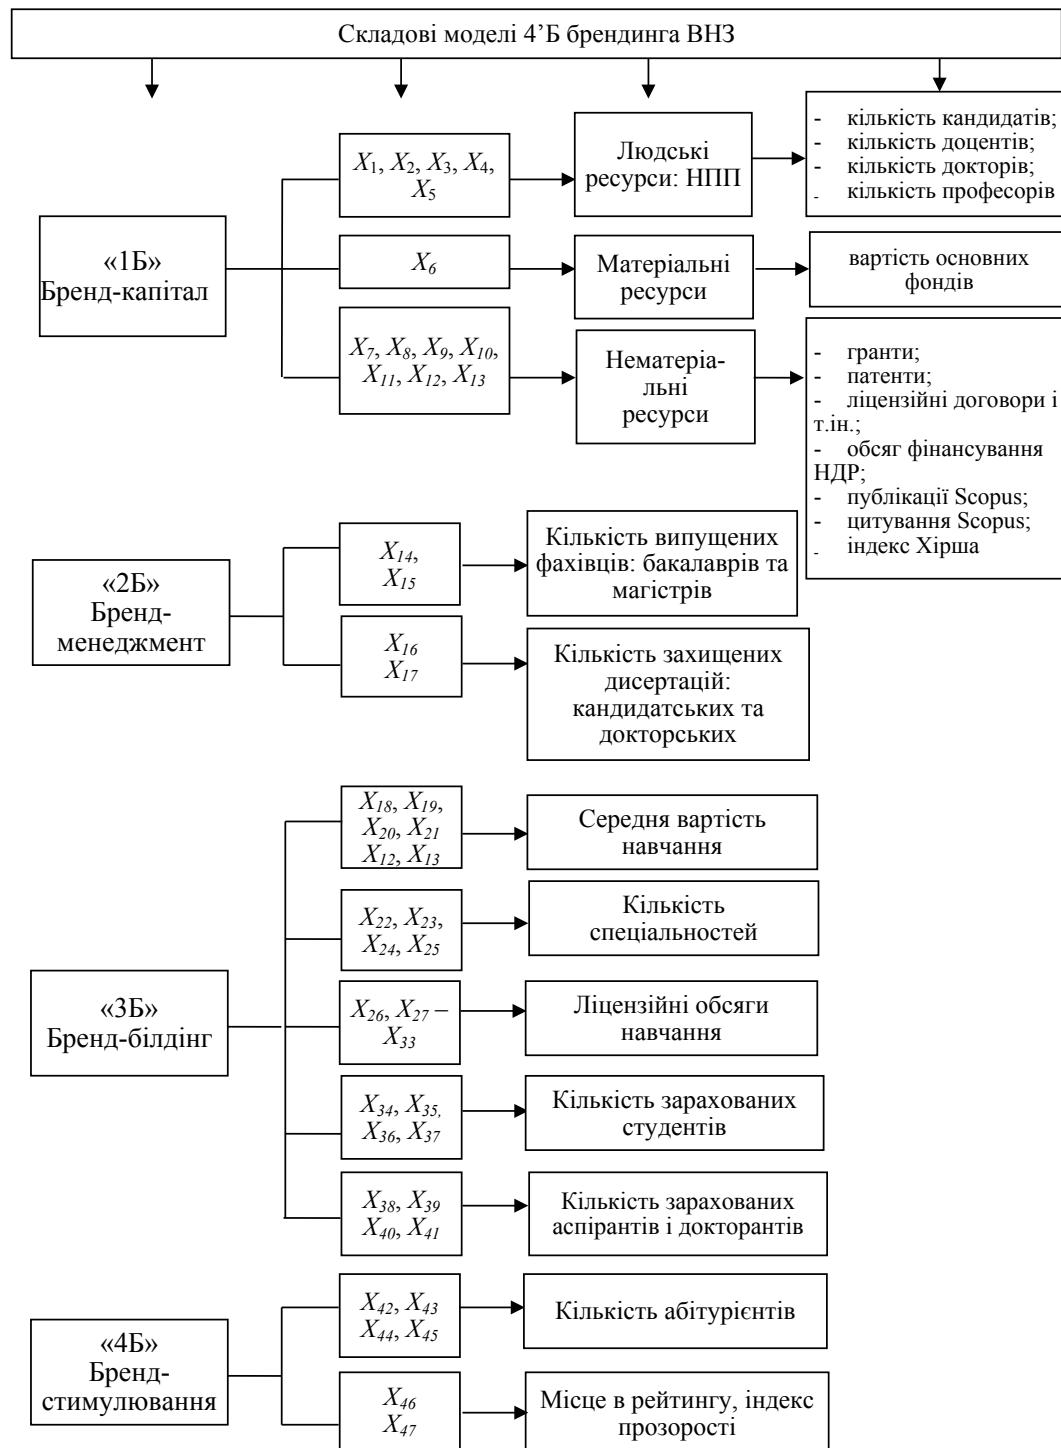 Складові моделі 4’Б брендинга ВНЗ
«1Б»
Бренд-капітал
X1, X2, X3, X4,
X5
Людські
ресурси: НПП
- кількість кандидатів;
- кількість доцентів;
- кількість докторів;
- кількість професорів
X6
Матеріальні
ресурси
вартість основних
фондів
X7, X8, X9, X10,
X11, X12, X13
Нематеріа-
льні
ресурси
- гранти;
- патенти;
- ліцензійні договори і
т.ін.;
- обсяг фінансування
НДР;
- публікації Scopus;
- цитування Scopus;
- індекс Хірша
«2Б»
Бренд-
менеджмент
X14,
X15
Кількість випущених
фахівців: бакалаврів та
магістрів
X16
X17
Кількість захищених
дисертацій:
кандидатських та
докторських
«3Б»
Бренд-білдінг
X18, X19,
X20, X21
X12, X13
Середня вартість
навчання
X22, X23,
X24, X25
Кількість
спеціальностей
X26, X27 –
X33
Ліцензійні обсяги
навчання
X34, X35,
X36, X37
Кількість зарахованих
студентів
X38, X39
X40, X41
Кількість зарахованих
аспірантів і докторантів
«4Б»
Бренд-
стимулювання
X42, X43
X44, X45
Кількість абітурієнтів
X46
X47
Місце в рейтингу, індекс
прозорості